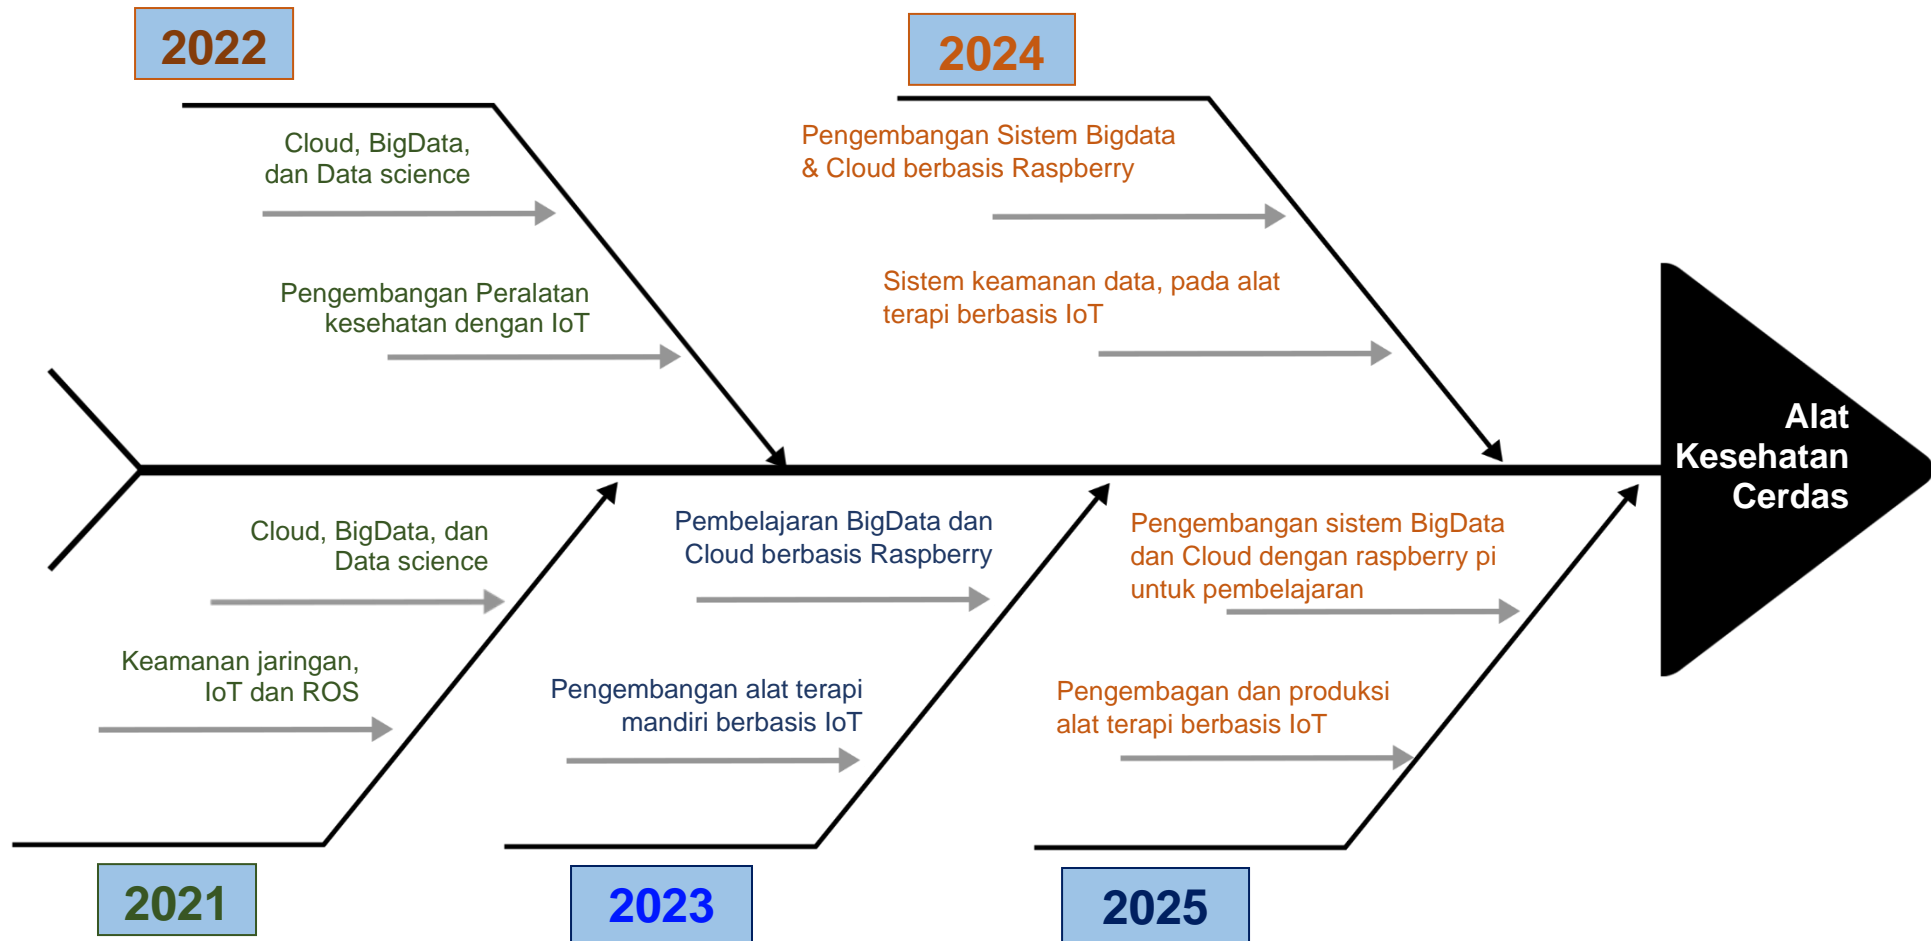 2022
Cloud, BigData,
dan Data science
Pengembangan Peralatan
kesehatan dengan IoT
2024
Pengembangan Sistem Bigdata
& Cloud berbasis Raspberry
Sistem keamanan data, pada alat
terapi berbasis IoT
Alat
Kesehatan
Cerdas
Cloud, BigData, dan
Data science
Keamanan jaringan,
IoT dan ROS
2021
Pembelajaran BigData dan
Cloud berbasis Raspberry
Pengembangan alat terapi
mandiri berbasis IoT
2023
Pengembangan sistem BigData
dan Cloud dengan raspberry pi
untuk pembelajaran
Pengembagan dan produksi
alat terapi berbasis IoT
2025